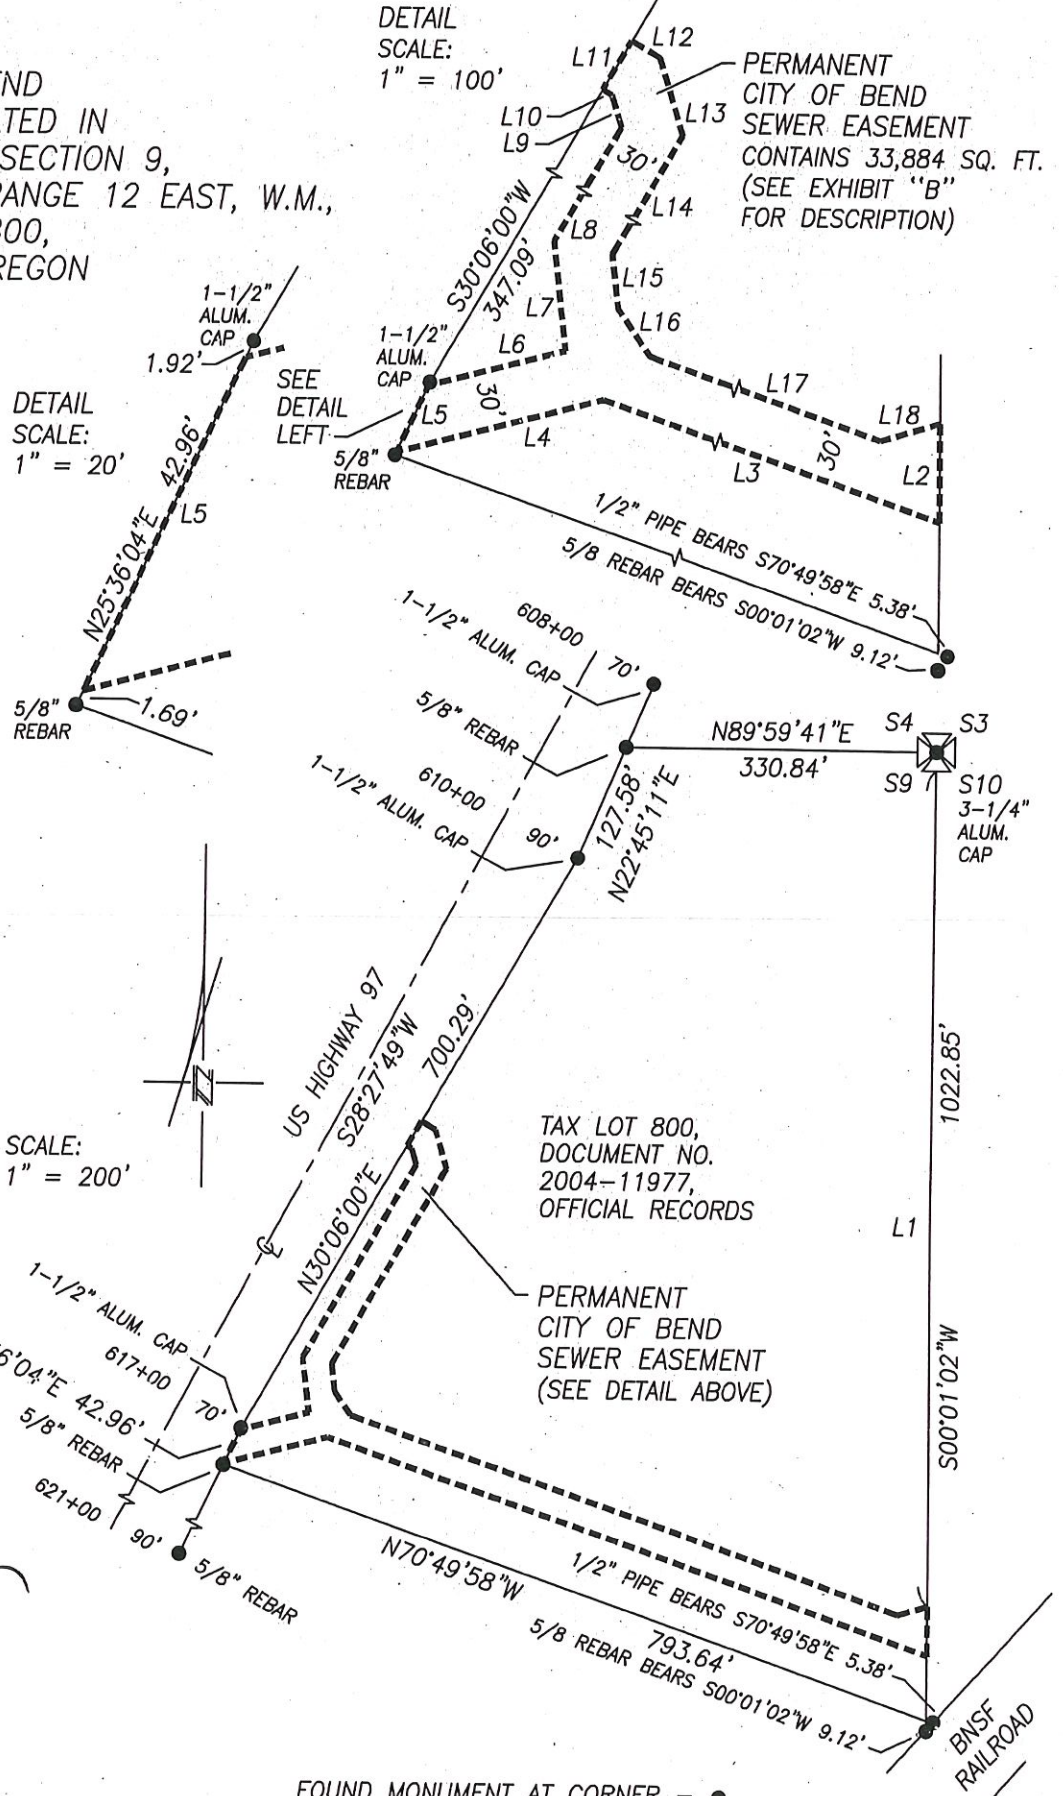 DETAIL
SCALE:
1" = 100'
END
ATED IN
SECTION 9,
RANGE 12 EAST, W.M.,
800,
REGON
L11
L12
L10
L9
L13
30'
PERMANENT
CITY OF BEND
SEWER EASEMENT
CONTAINS 33,884 SQ. FT.
(SEE EXHIBIT "B"
FOR DESCRIPTION)
L8
L14
S30°06'00"W
347.09'
L7
L15
L16
1-1/2"
ALUM.
CAP
L6
L5
30'
L4
L17
L18
30'
L3
L2
SEE
DETAIL
LEFT
5/8"
REBAR
1/2" PIPE BEARS S70°49'58"E 5.38'
5/8 REBAR BEARS S00°01'02"W 9.12'
1-1/2"
ALUM.
CAP
1.92'
DETAIL
SCALE:
1" = 20'
42.96'
L5
N25°36'04"E
1.69'
5/8"
REBAR
608+00
70'
1-1/2" ALUM. CAP
5/8" REBAR
610+00
90'
1-1/2" ALUM. CAP
127.58'
N22°45'11"E
N89°59'41"E
330.84'
S4
S3
S9
S10
3-1/4"
ALUM.
CAP
US HIGHWAY 97
S28°27'49"W
700.29'
1022.85'
N
SCALE:
1" = 200'
TAX LOT 800,
DOCUMENT NO.
2004-11977,
OFFICIAL RECORDS
L1
N30°06'00"E
PERMANENT
CITY OF BEND
SEWER EASEMENT
(SEE DETAIL ABOVE)
S00°01'02"W
1-1/2" ALUM. CAP
617+00
70'
6'04"E 42.96'
5/8" REBAR
621+00
90'
5/8" REBAR
N70°49'58"W
793.64'
1/2" PIPE BEARS S70°49'58"E 5.38'
5/8 REBAR BEARS S00°01'02"W 9.12'
BNSF
RAILROAD
FOUND MONUMENT AT CORNER =